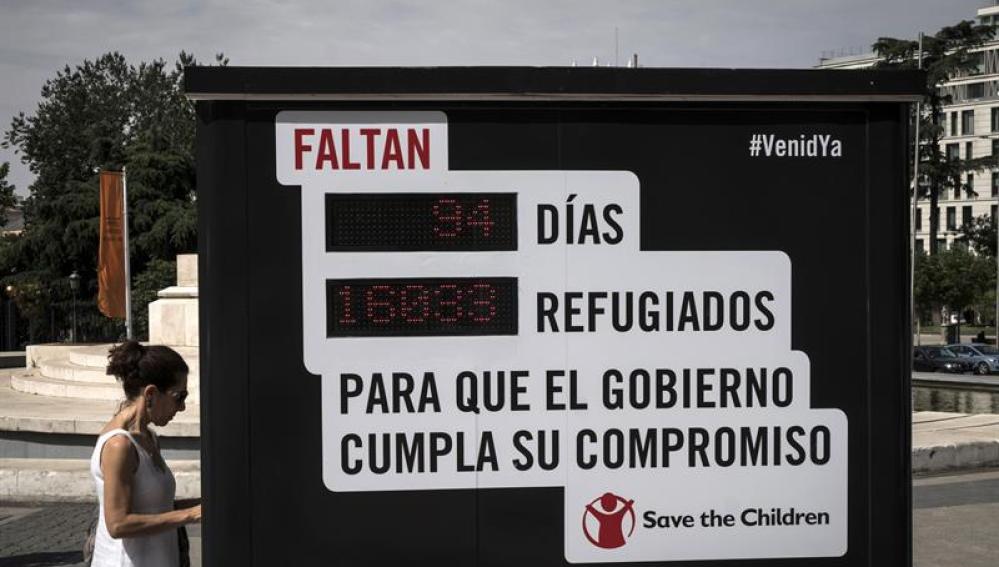 FALTAN
#VenidYa
94 DÍAS
16033 REFUGIADOS
PARA QUE EL GOBIERNO
CUMPLA SU COMPROMISO
Save the Children